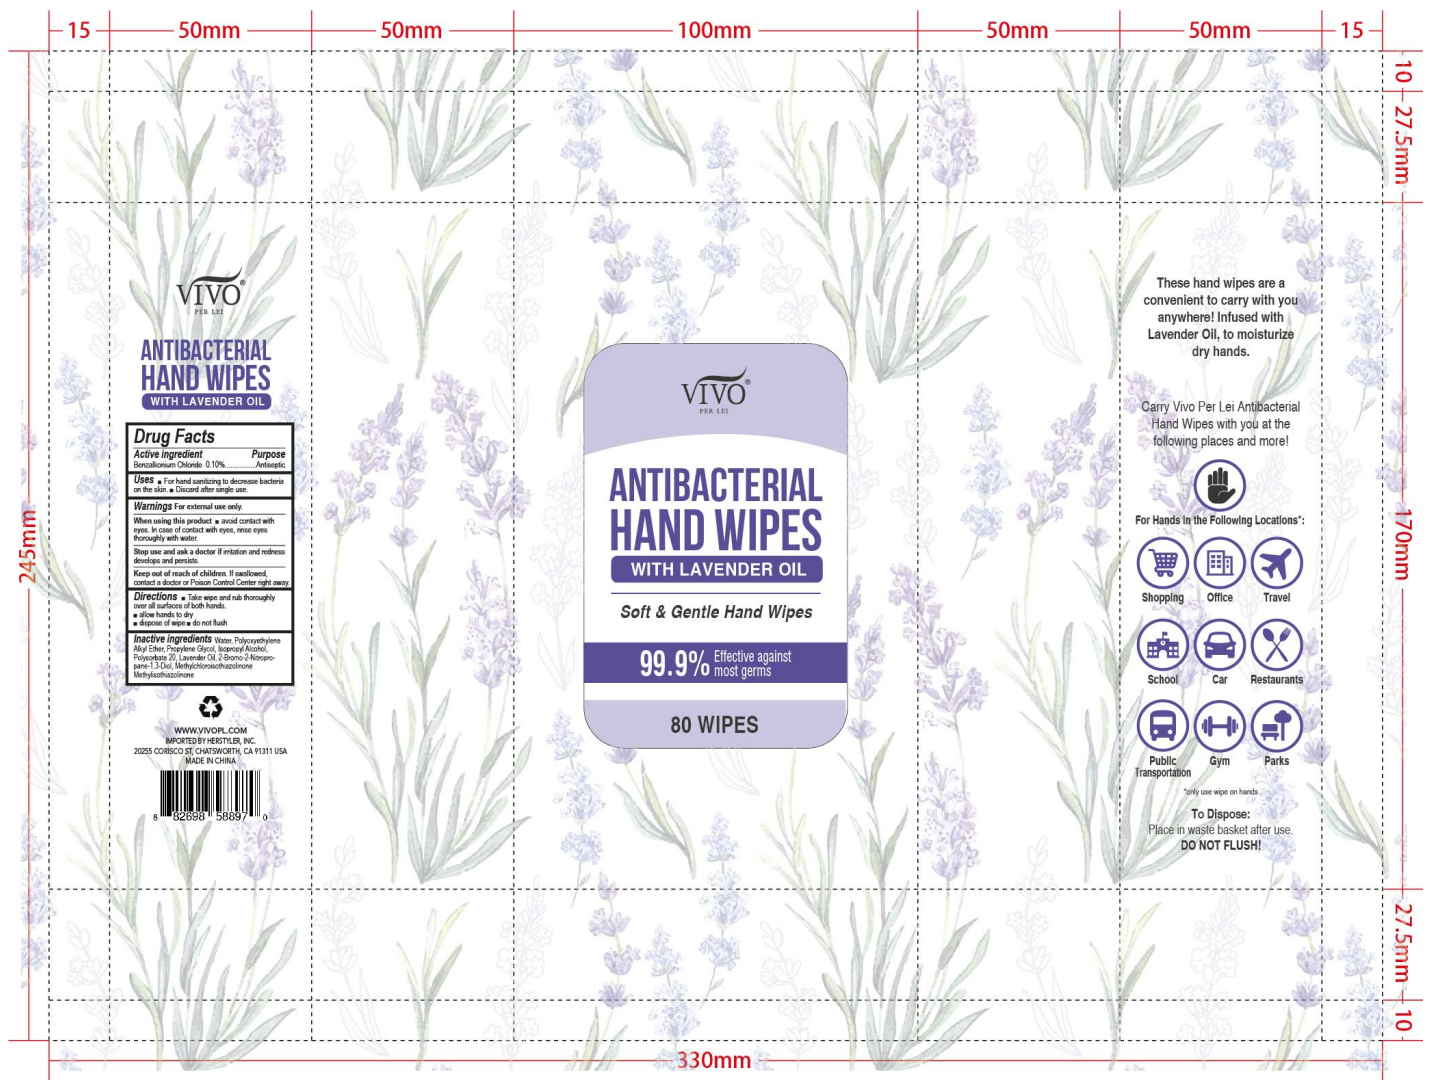 15 50mm 50mm 100mm 50mm 50mm 15
10
27.5mm
170mm
27.5mm
10
245mm
330mm
VIVO®
PER LEI
ANTIBACTERIAL
HAND WIPES
WITH LAVENDER OIL
Drug Facts
Active ingredient Purpose
Benzalkonium Chloride 0.10%................Antiseptic
Uses ■ For hand sanitizing to decrease bacteria
on the skin. ■ Discard after single use.
Warnings For external use only.
When using this product ■ avoid contact with
eyes. In case of contact with eyes, rinse eyes
thoroughly with water.
Stop use and ask a doctor if irritation and redness
develops and persists.
Keep out of reach of children. If swallowed,
contact a doctor or Poison Control Center right away.
Directions ■ Take wipe and rub thoroughly
over all surfaces of both hands.
■ allow hands to dry
■ dispose of wipe ■ do not flush
Inactive ingredients Water, Polyoxyethylene
Alkyl Ether, Propylene Glycol, Isopropyl Alcohol,
Polysorbate 20, Lavender Oil, 2-Bromo-2-Nitropro-
pane-1.3-Diol, Methylchloroisothiazolinone
Methylisothiazolinone
WWW.VIVOPL.COM
IMPORTED BY HERSTYLER, INC.
20255 CORISCO ST, CHATSWORTH, CA 91311 USA
MADE IN CHINA
6 82698 58897 0
VIVO®
PER LEI
ANTIBACTERIAL
HAND WIPES
WITH LAVENDER OIL
Soft & Gentle Hand Wipes
99.9% Effective against
most germs
80 WIPES
These hand wipes are a
convenient to carry with you
anywhere! Infused with
Lavender Oil, to moisturize
dry hands.
Carry Vivo Per Lei Antibacterial
Hand Wipes with you at the
following places and more!
For Hands in the Following Locations*:
Shopping Office Travel
School Car Restaurants
Public Gym Parks
Transportation
*only use wipe on hands
To Dispose:
Place in waste basket after use.
DO NOT FLUSH!